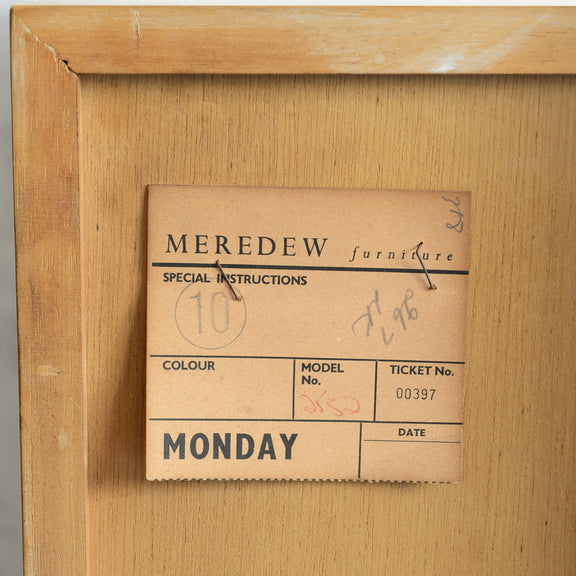 MEREDEW furniture
SPECIAL INSTRUCTIONS
10
COLOUR
MODEL No.
TICKET No.
00397
MONDAY
DATE